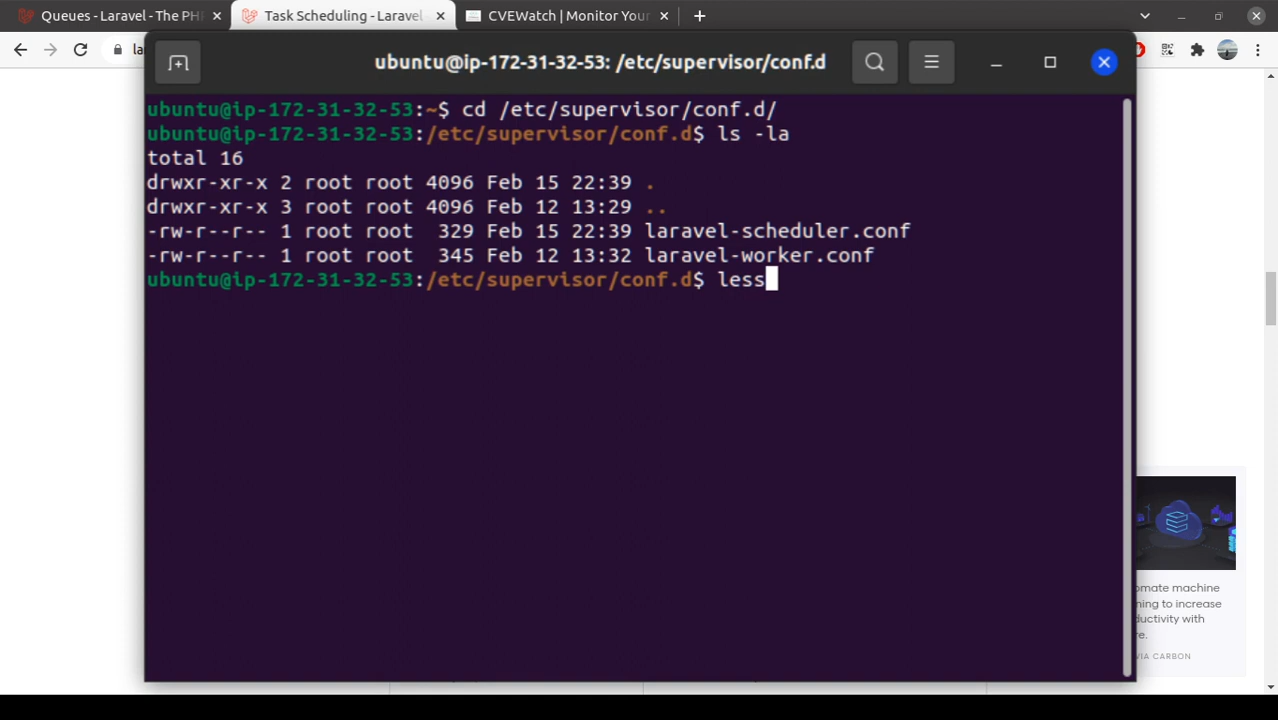 Queues - Laravel - The PH
Task Scheduling - Laravel
CVEWatch | Monitor Your
la
ubuntu@ip-172-31-32-53: /etc/supervisor/conf.d
ubuntu@ip-172-31-32-53:~$ cd /etc/supervisor/conf.d/
ubuntu@ip-172-31-32-53:/etc/supervisor/conf.d$ ls -la
total 16
drwxr-xr-x 2 root root 4096 Feb 15 22:39 .
drwxr-xr-x 3 root root 4096 Feb 12 13:29 ..
-rw-r--r-- 1 root root  329 Feb 15 22:39 laravel-scheduler.conf
-rw-r--r-- 1 root root  345 Feb 12 13:32 laravel-worker.conf
ubuntu@ip-172-31-32-53:/etc/supervisor/conf.d$ less
omate machine
ning to increase
ductivity with
re.
VIA CARBON